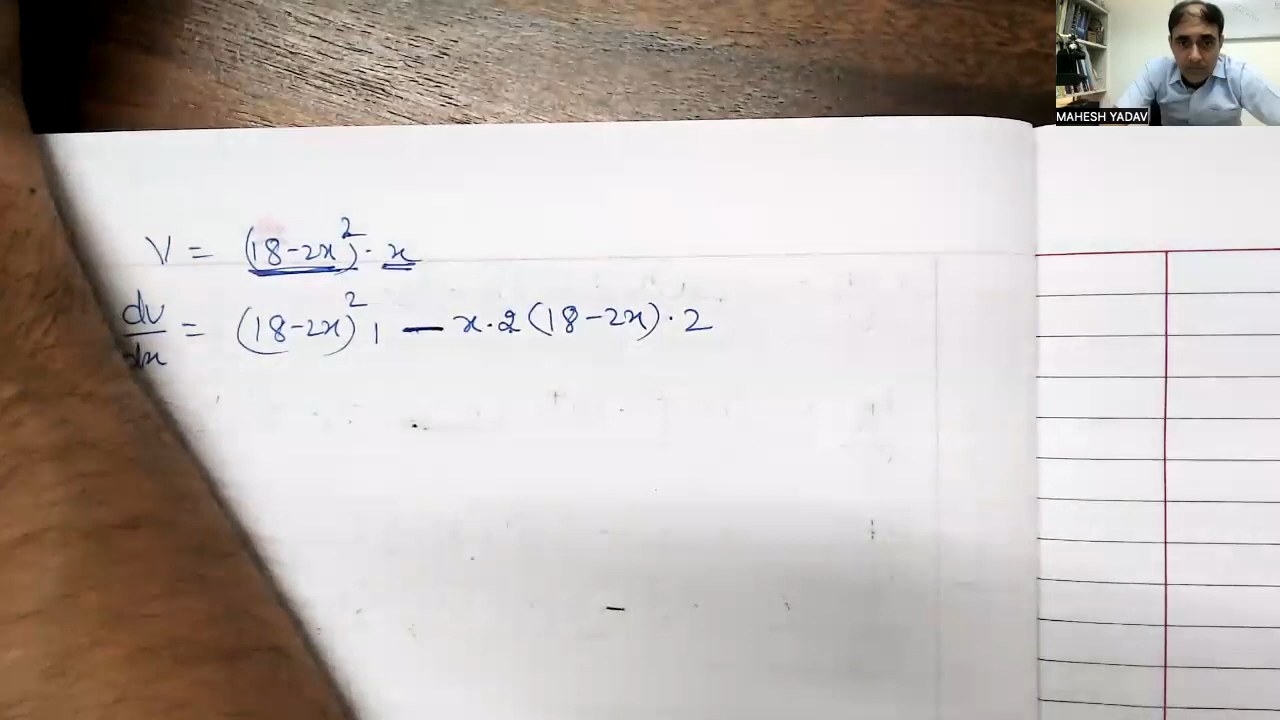 MAHESH YADAV
V = (18-2x)² · x
dv/dx = (18-2x)² 1 - x·2(18-2x)·2